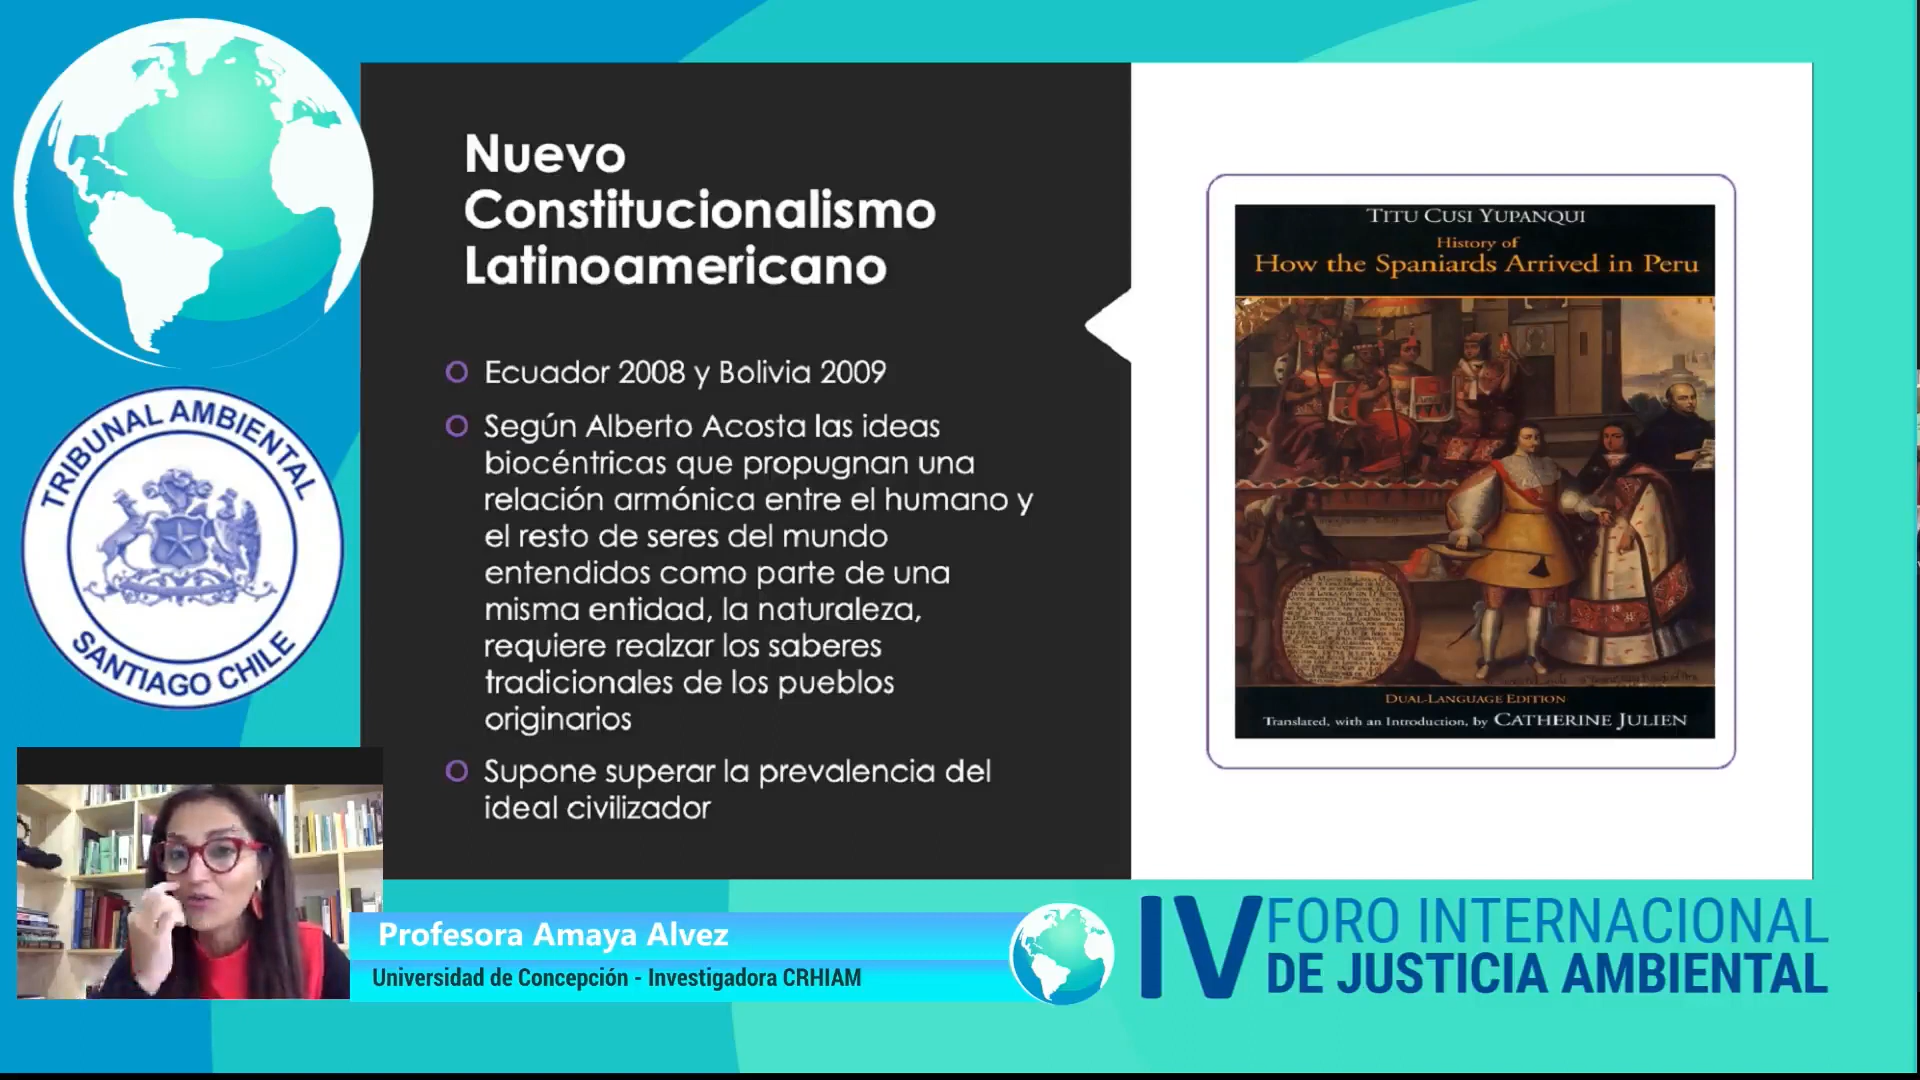 TRIBUNAL AMBIENTAL
SANTIAGO CHILE
Nuevo
Constitucionalismo
Latinoamericano
Ecuador 2008 y Bolivia 2009
Según Alberto Acosta las ideas
biocéntricas que propugnan una
relación armónica entre el humano y
el resto de seres del mundo
entendidos como parte de una
misma entidad, la naturaleza,
requiere realzar los saberes
tradicionales de los pueblos
originarios
Supone superar la prevalencia del
ideal civilizador
TITU CUSI YUPANQUI
History of
How the Spaniards Arrived in Peru
DUAL-LANGUAGE EDITION
Translated, with an Introduction, by CATHERINE JULIEN
Profesora Amaya Alvez
Universidad de Concepción - Investigadora CRHIAM
IV FORO INTERNACIONAL
DE JUSTICIA AMBIENTAL